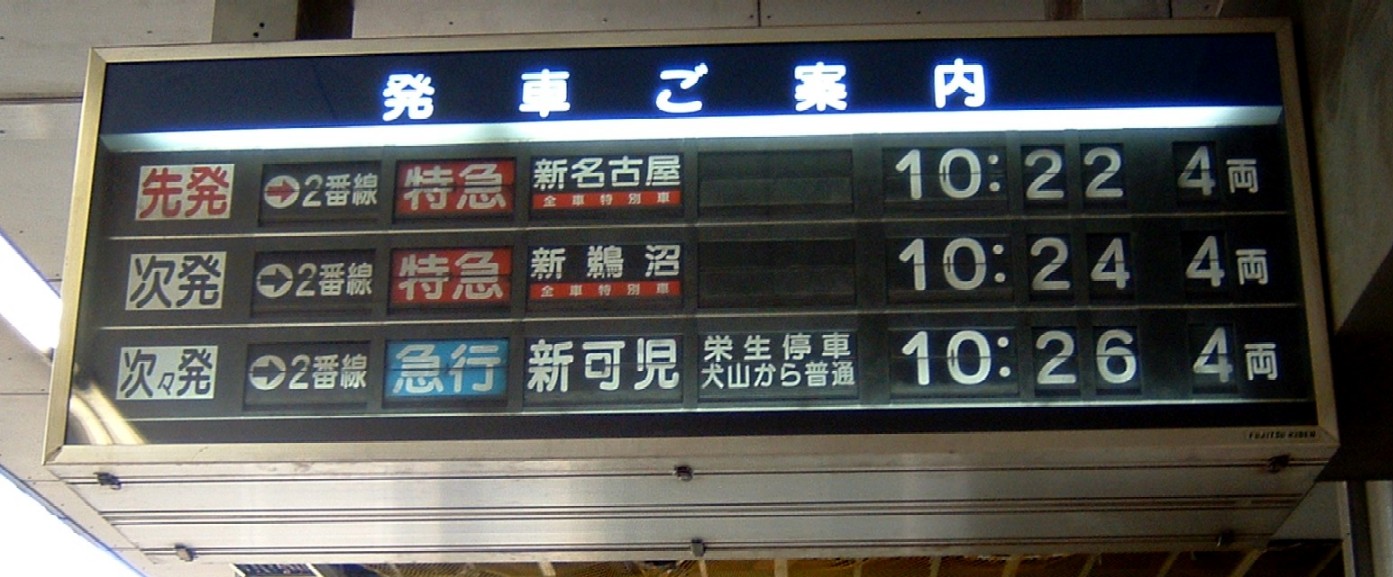 発車ご案内
先発 →2番線 特急 新名古屋 全車特別車 10:22 4両
次発 →2番線 特急 新鵜沼 全車特別車 10:24 4両
次々発 →2番線 急行 新可児 栄生停車 犬山から普通 10:26 4両
FUJITSU KIDEN